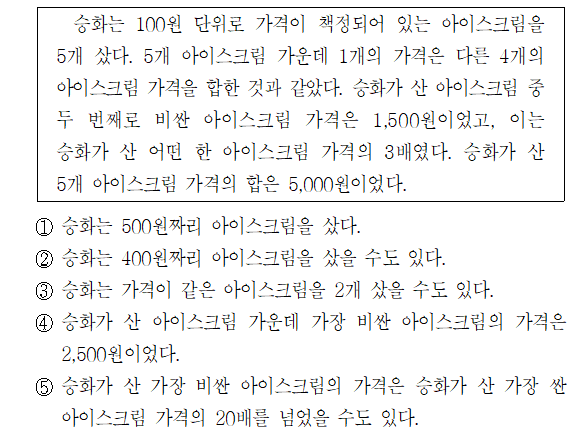 승화는 100원 단위로 가격이 책정되어 있는 아이스크림을
5개 샀다. 5개 아이스크림 가운데 1개의 가격은 다른 4개의
아이스크림 가격을 합한 것과 같았다. 승화가 산 아이스크림 중
두 번째로 비싼 아이스크림 가격은 1,500원이었고, 이는
승화가 산 어떤 한 아이스크림 가격의 3배였다. 승화가 산
5개 아이스크림 가격의 합은 5,000원이었다.
① 승화는 500원짜리 아이스크림을 샀다.
② 승화는 400원짜리 아이스크림을 샀을 수도 있다.
③ 승화는 가격이 같은 아이스크림을 2개 샀을 수도 있다.
④ 승화가 산 아이스크림 가운데 가장 비싼 아이스크림의 가격은
2,500원이었다.
⑤ 승화가 산 가장 비싼 아이스크림의 가격은 승화가 산 가장 싼
아이스크림 가격의 20배를 넘었을 수도 있다.